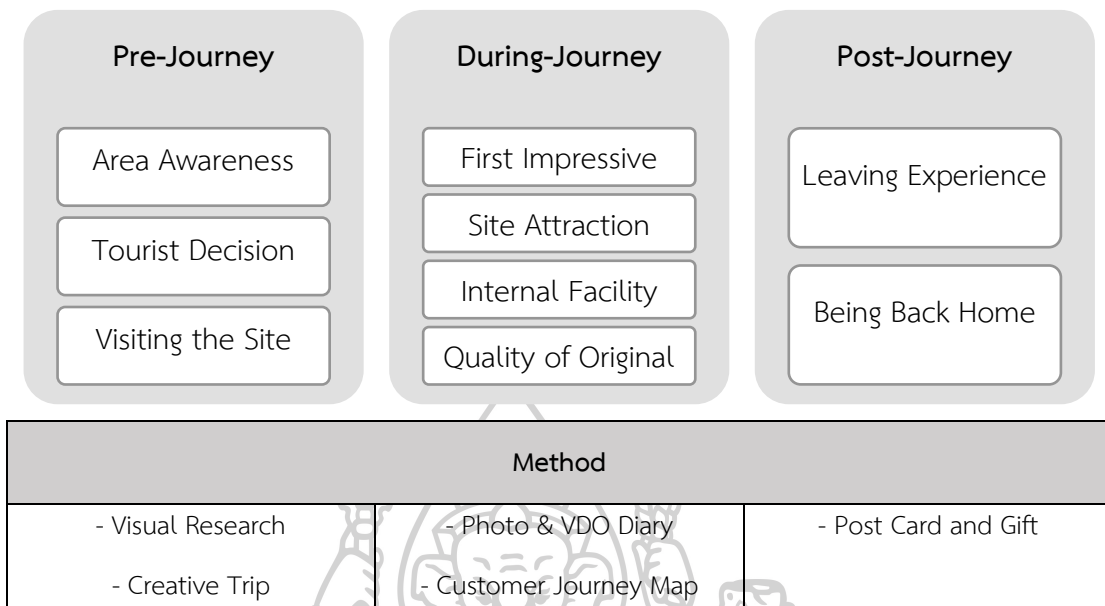 Pre-Journey
Area Awareness
Tourist Decision
Visiting the Site
During-Journey
First Impressive
Site Attraction
Internal Facility
Quality of Original
Post-Journey
Leaving Experience
Being Back Home
Method
- Visual Research
- Creative Trip
- Photo & VDO Diary
- Customer Journey Map
- Post Card and Gift